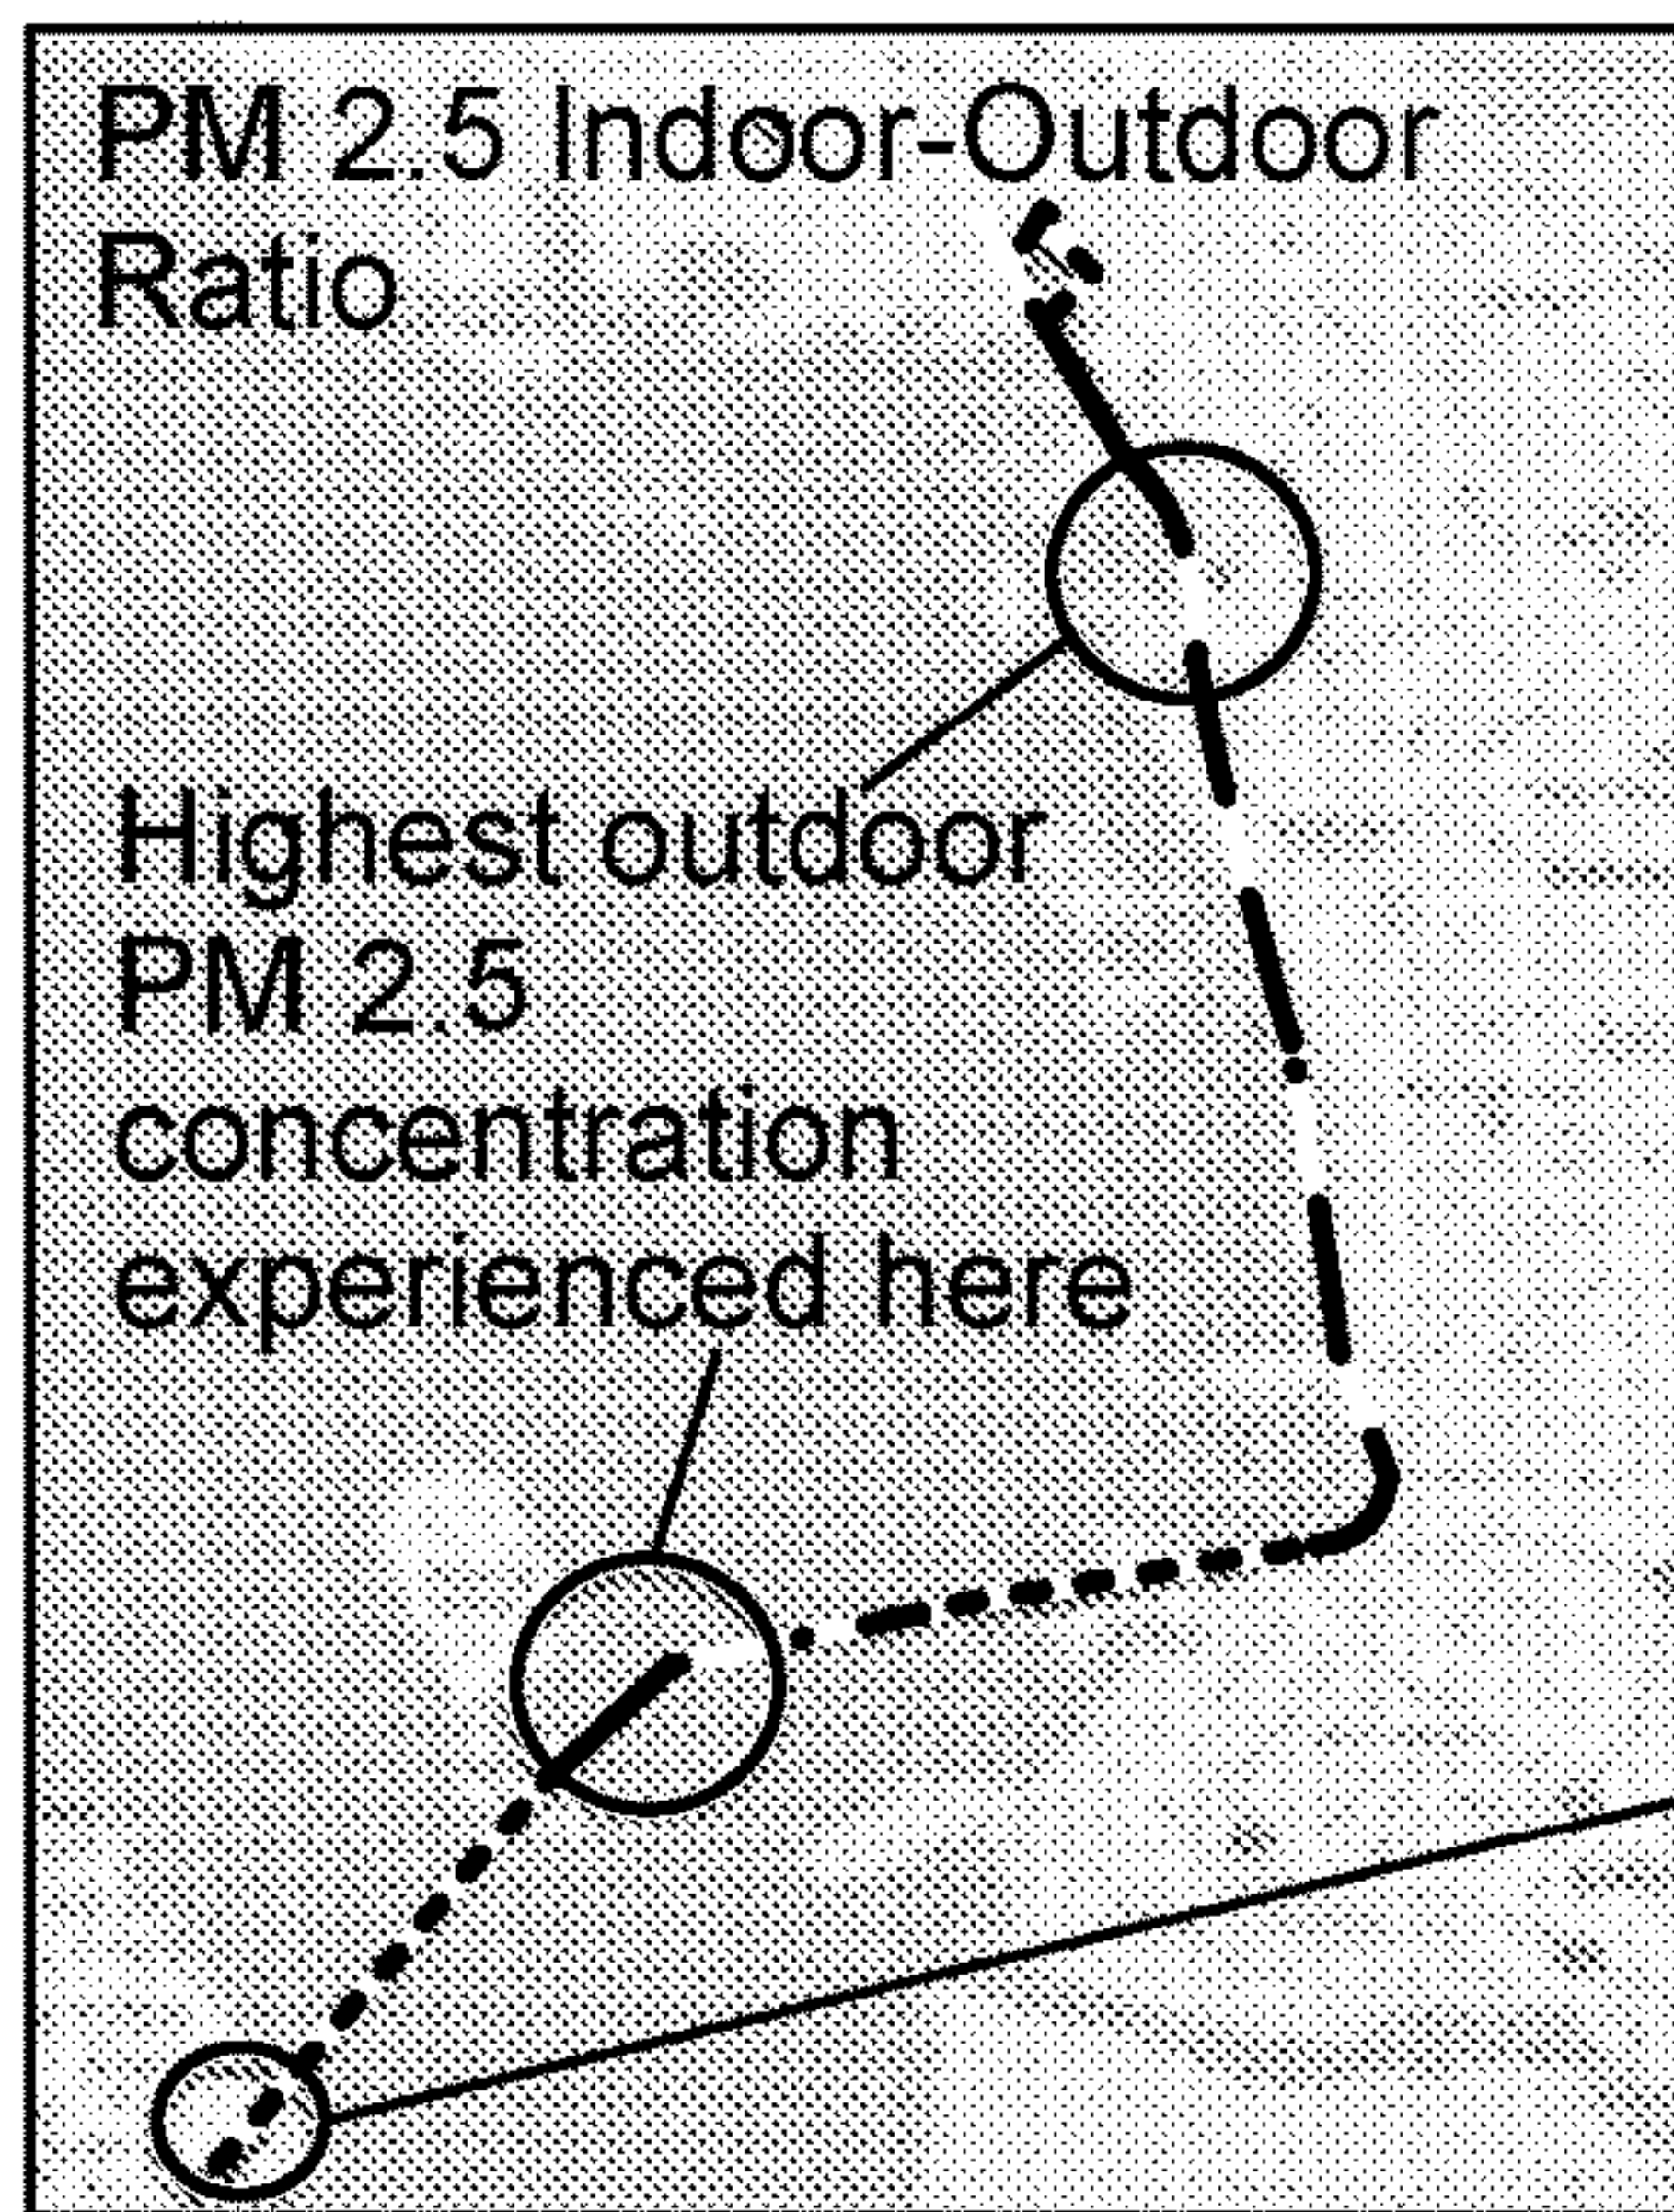 PM 2.5 Indoor-Outdoor
Ratio
Highest outdoor
PM 2.5
concentration
experienced here